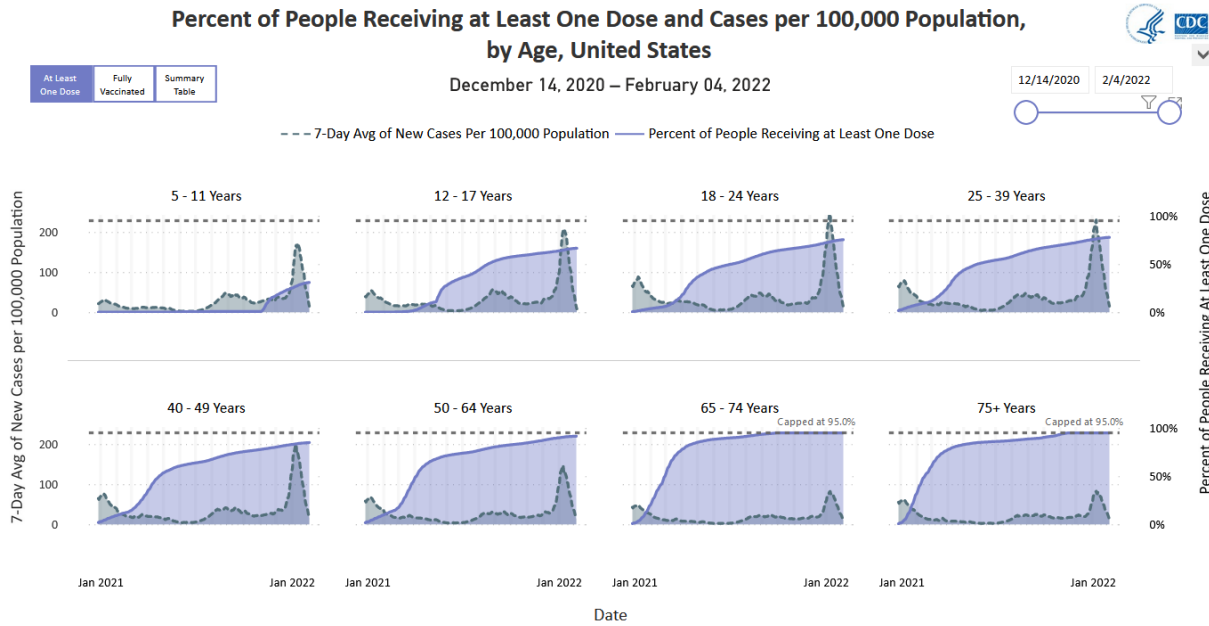 Percent of People Receiving at Least One Dose and Cases per 100,000 Population,
by Age, United States
December 14, 2020 – February 04, 2022
CDC
At Least
One Dose
Fully
Vaccinated
Summary
Table
12/14/2020
2/4/2022
7-Day Avg of New Cases Per 100,000 Population
Percent of People Receiving at Least One Dose
7-Day Avg of New Cases per 100,000 Population
Percent of People Receiving At Least One Dose
5 - 11 Years
12 - 17 Years
18 - 24 Years
25 - 39 Years
200
100
0
100%
50%
0%
40 - 49 Years
50 - 64 Years
65 - 74 Years
75+ Years
Capped at 95.0%
Capped at 95.0%
200
100
0
100%
50%
0%
Jan 2021
Jan 2022
Jan 2021
Jan 2022
Jan 2021
Jan 2022
Jan 2021
Jan 2022
Date